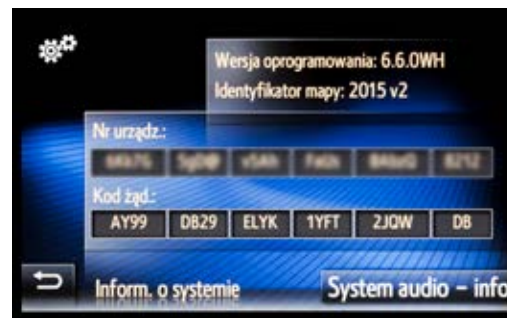 Wersja oprogramowania: 6.6.0WH
Identyfikator mapy: 2015 v2
Nr urządz.:
Kod żąd.:
AY99 DB29 ELYK 1YFT 2JQW DB
Inform. o systemie System audio – info